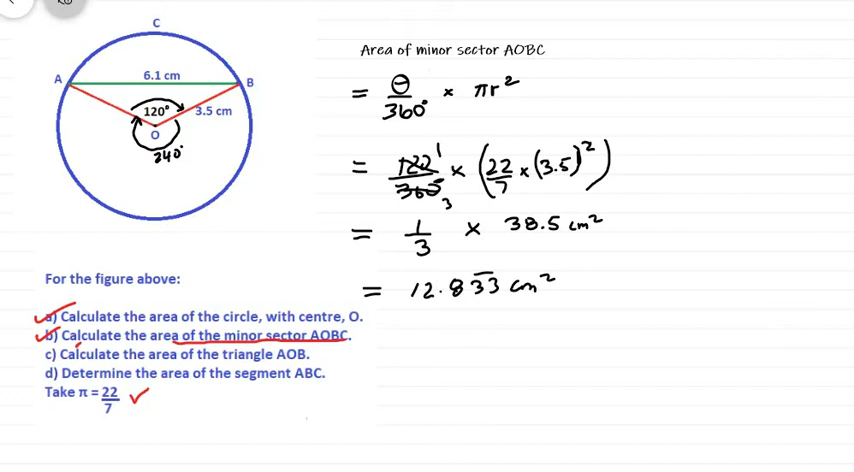 C
Area of minor sector AOBC
A
6.1 cm
B
= θ/360° × πr²
120°
3.5 cm
O
240°
= 120¹/360₃ × (22/7 × (3.5)²)
= 1/3 × 38.5 cm²
For the figure above:
= 12.833 cm²
a) Calculate the area of the circle, with centre, O.
b) Calculate the area of the minor sector AOBC.
c) Calculate the area of the triangle AOB.
d) Determine the area of the segment ABC.
Take π = 22/7